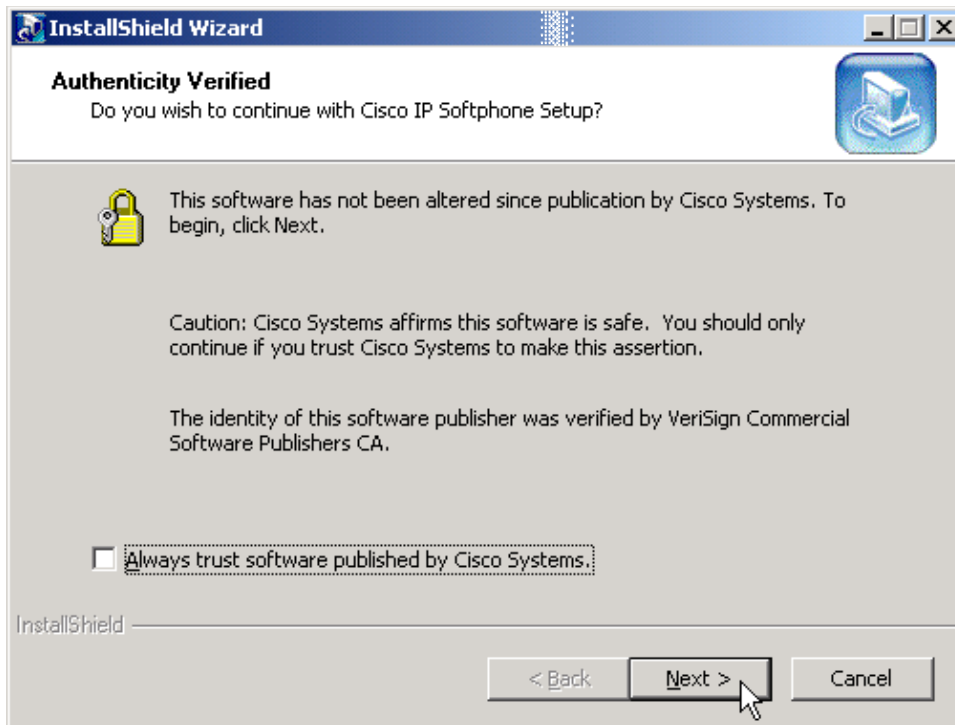 InstallShield Wizard
Authenticity Verified
Do you wish to continue with Cisco IP Softphone Setup?
This software has not been altered since publication by Cisco Systems. To
begin, click Next.
Caution: Cisco Systems affirms this software is safe.  You should only
continue if you trust Cisco Systems to make this assertion.
The identity of this software publisher was verified by VeriSign Commercial
Software Publishers CA.
Always trust software published by Cisco Systems.
InstallShield
< Back
Next >
Cancel